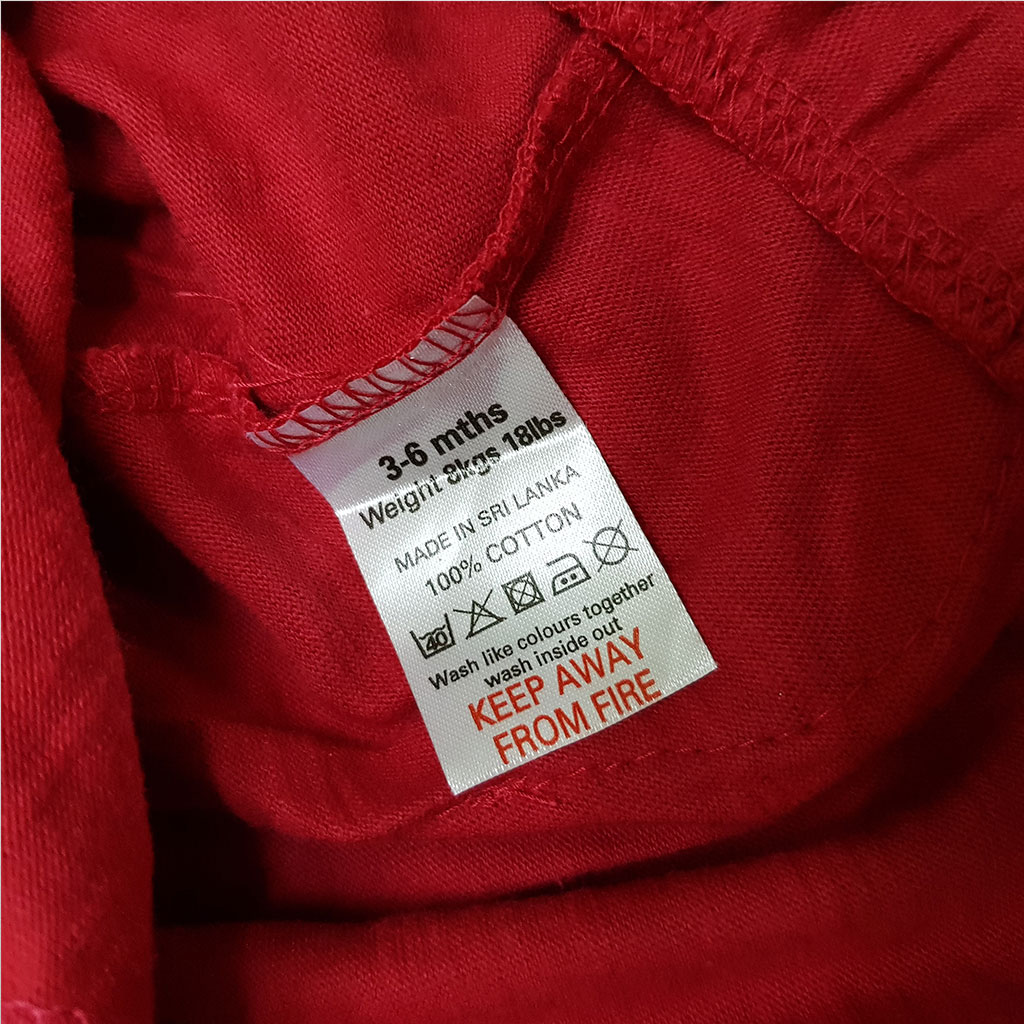 3-6 mths
Weight 8kgs 18lbs
MADE IN SRI LANKA
100% COTTON
40
Wash like colours together
wash inside out
KEEP AWAY
FROM FIRE